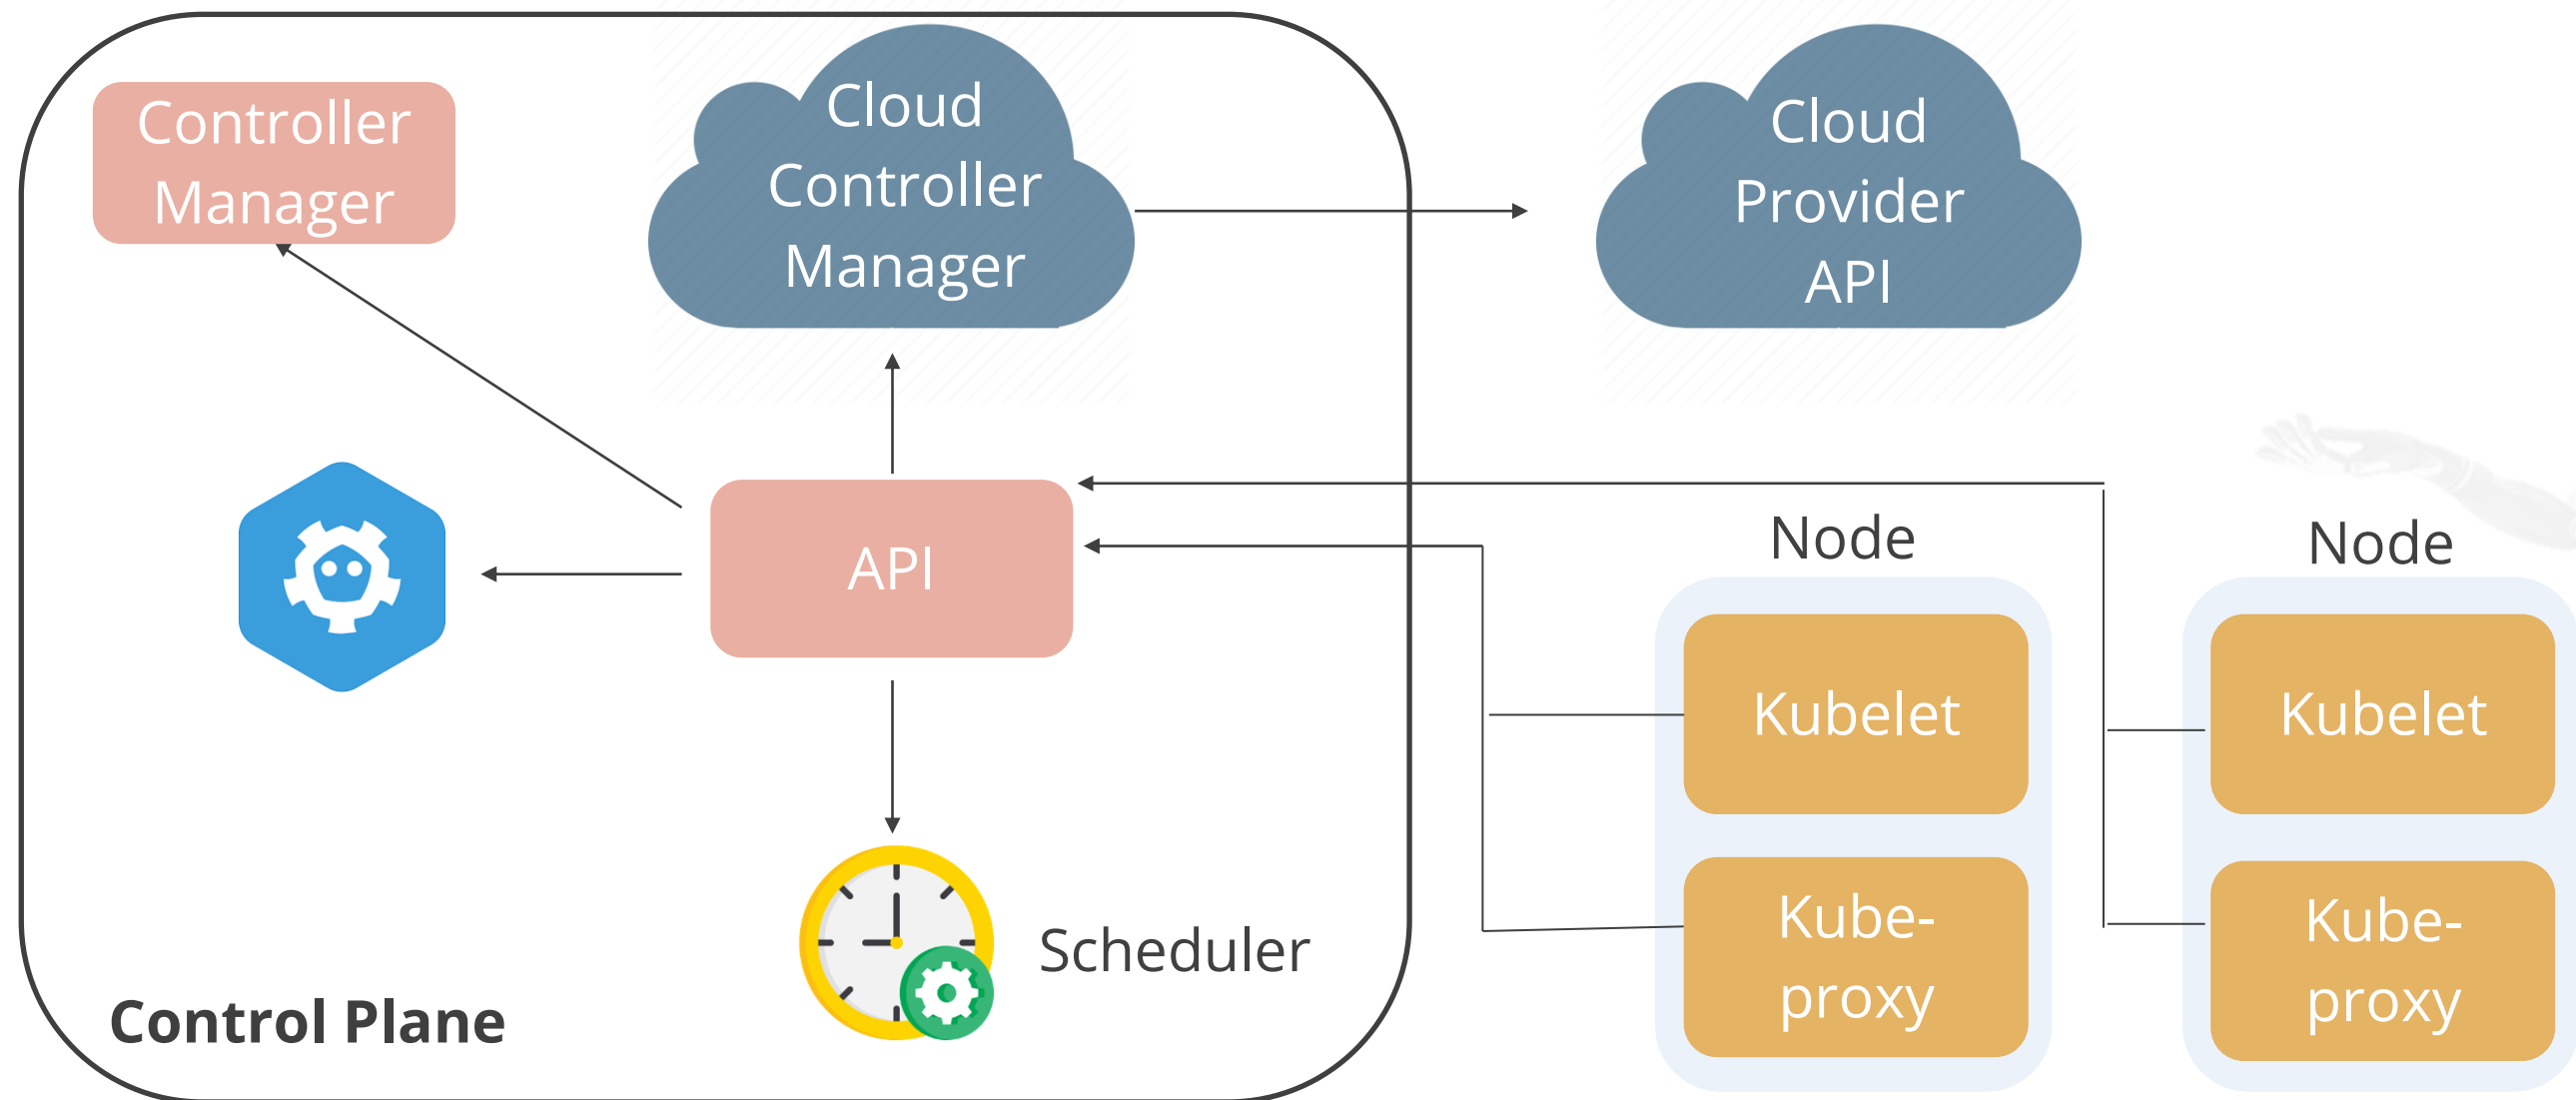 Controller
Manager
Cloud
Controller
Manager
Cloud
Provider
API
API
Node
Node
Kubelet
Kubelet
Kube-
proxy
Kube-
proxy
Scheduler
Control Plane